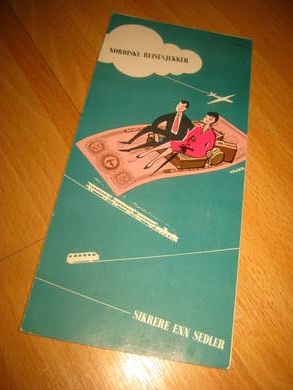 NORDISKE REISESJEKKER
SIKRERE ENN SEDLER